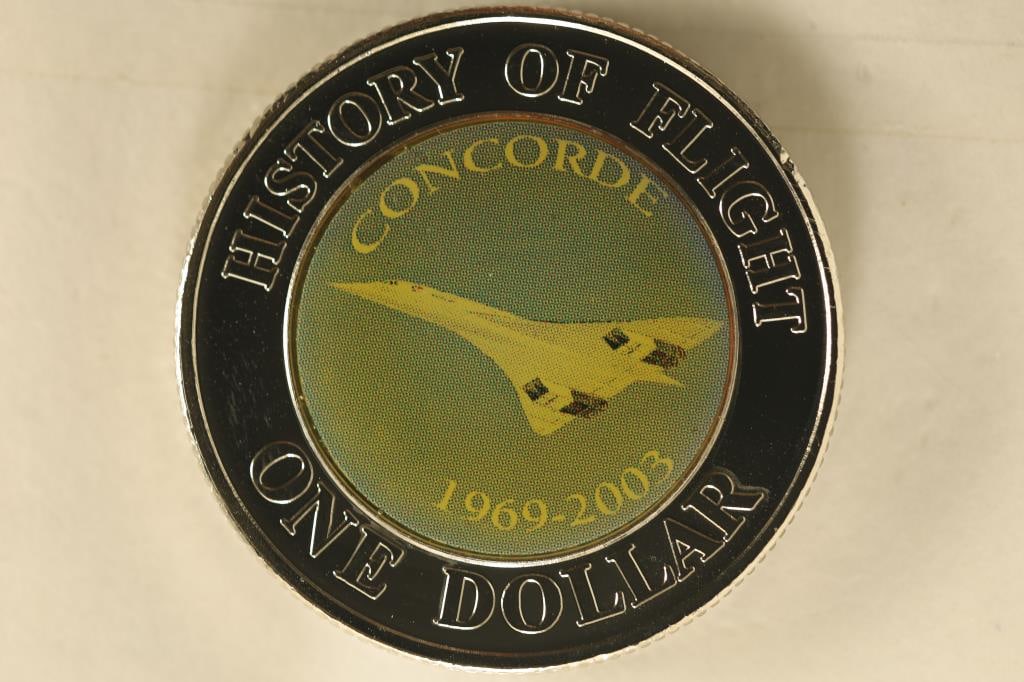 HISTORY OF FLIGHT
CONCORDE
1969-2003
ONE DOLLAR